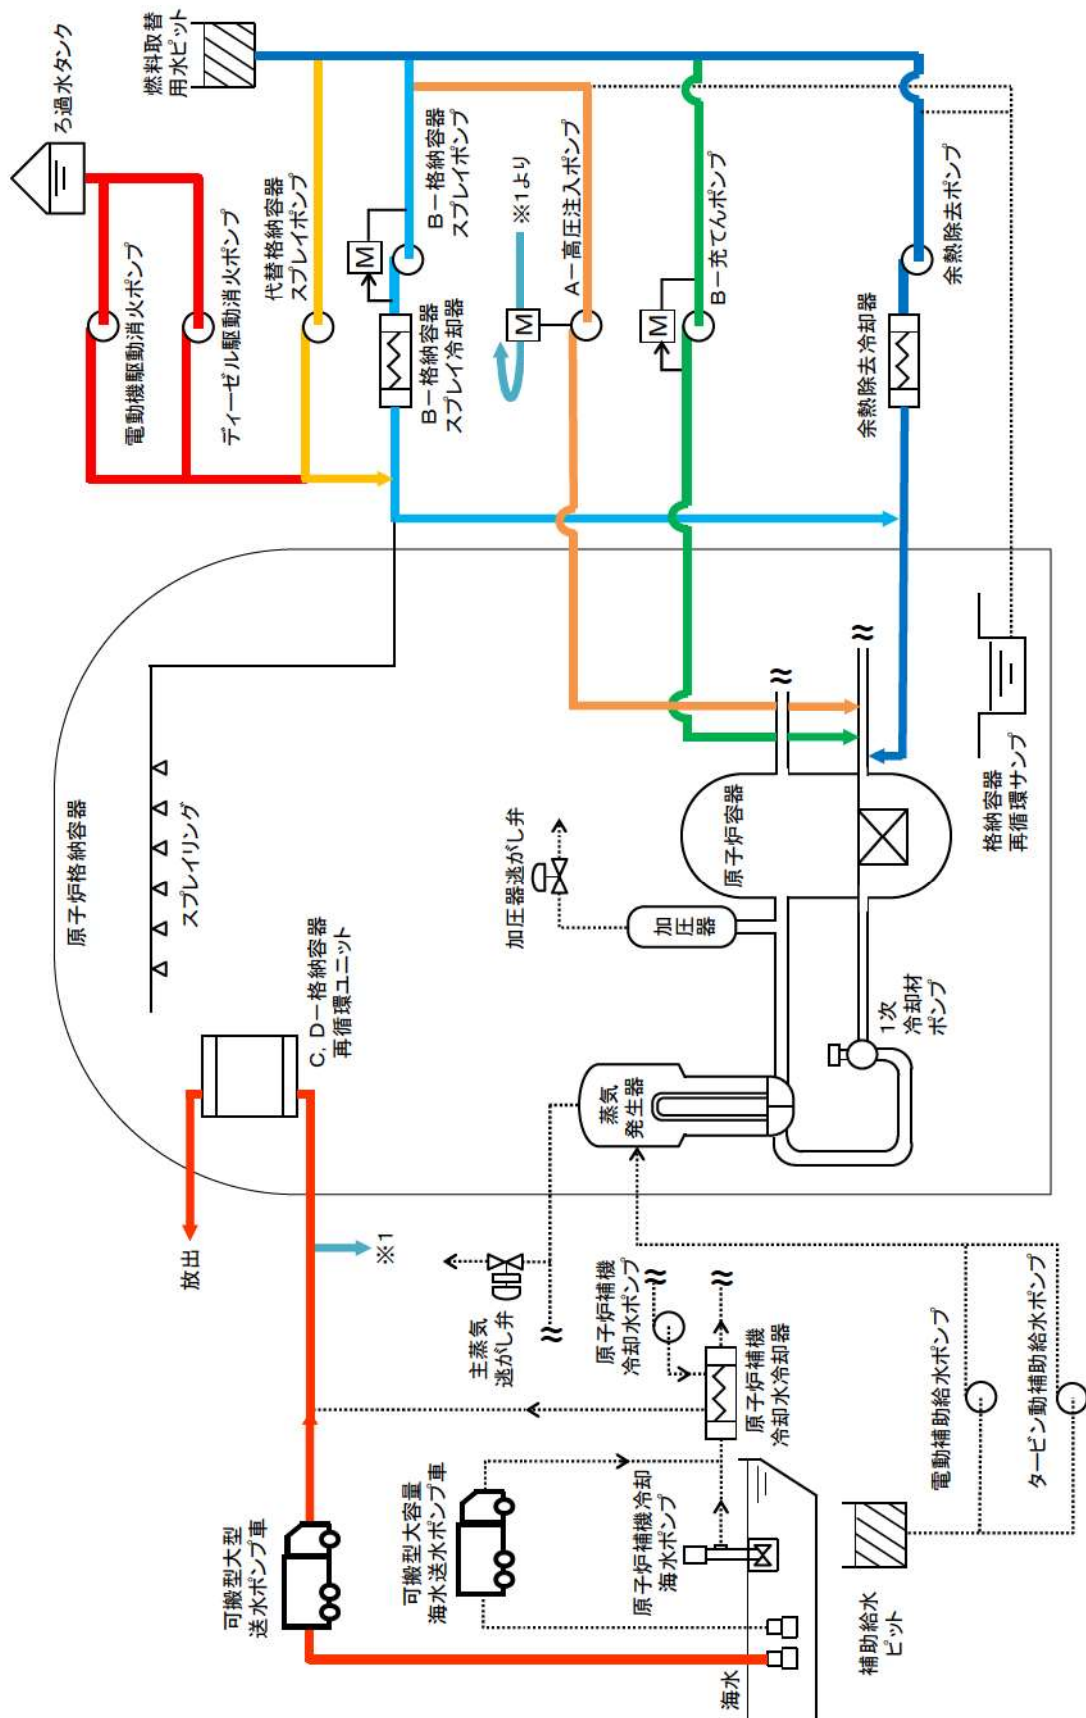 可搬型大型
送水ポンプ車
放出
原子炉格納容器
スプレイリング
C, D－格納容器
再循環ユニット
※1
可搬型大容量
海水送水ポンプ車
主蒸気
逃がし弁
原子炉補機
冷却水ポンプ
原子炉補機
冷却水冷却器
原子炉補機冷却
海水ポンプ
海水
補助給水
ピット
電動補助給水ポンプ
タービン動補助給水ポンプ
蒸気
発生器
加圧器逃がし弁
加
圧
器
原子炉容器
1次
冷却材
ポンプ
格納容器
再循環サンプ
ろ過水タンク
燃料取替
用水ピット
電動機駆動消火ポンプ
ディーゼル駆動消火ポンプ
代替格納容器
スプレイポンプ
M
B－格納容器
スプレイポンプ
B－格納容器
スプレイ冷却器
※1より
M
A－高圧注入ポンプ
M
B－充てんポンプ
余熱除去冷却器
余熱除去ポンプ